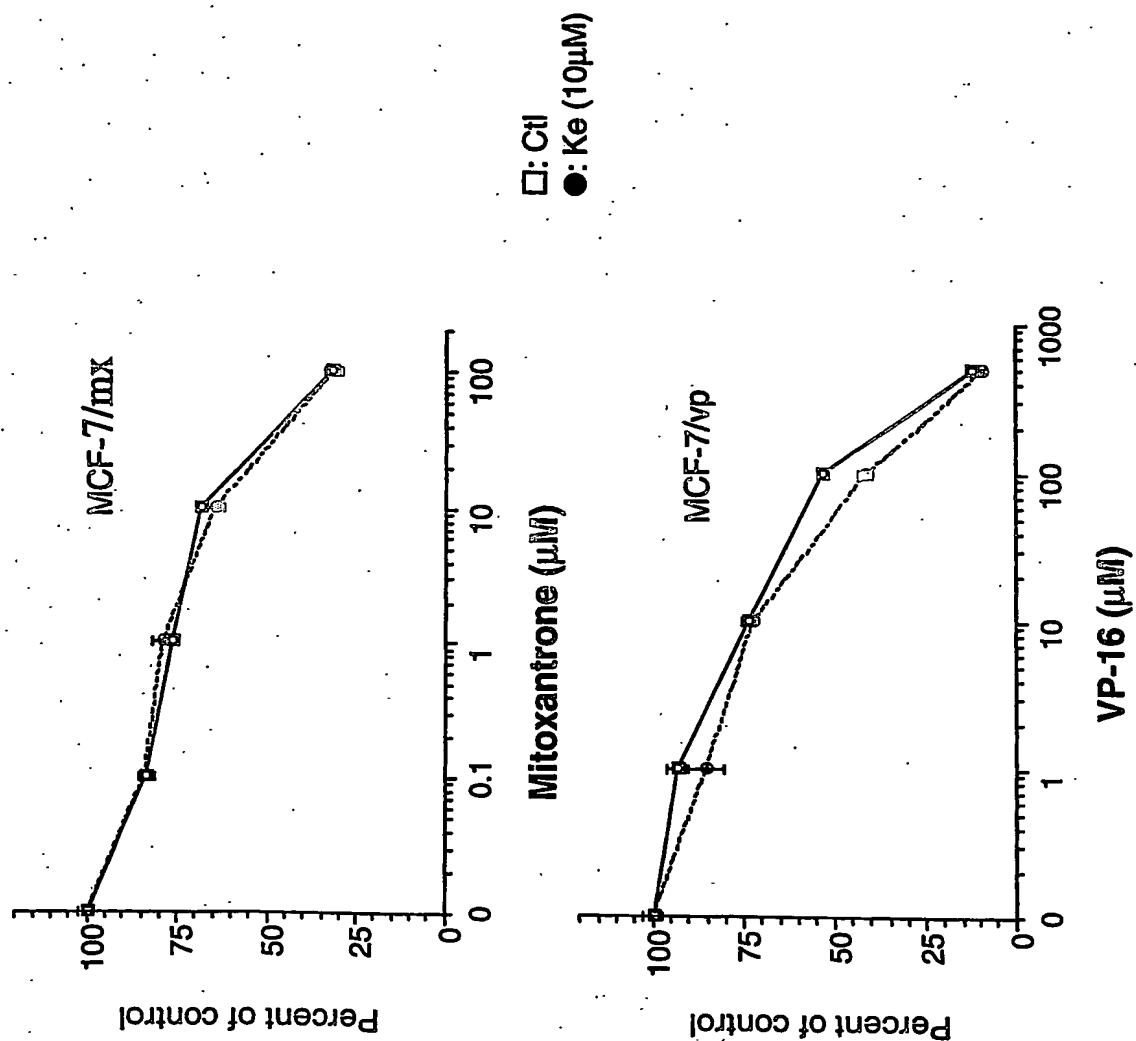 MCF-7/mx
Percent of control
100
75
50
25
0
0 0.1 1 10 100
Mitoxantrone (μM)
□: Ctl
●: Ke (10μM)
MCF-7/vp
Percent of control
100
75
50
25
0
0 1 10 100 1000
VP-16 (μM)